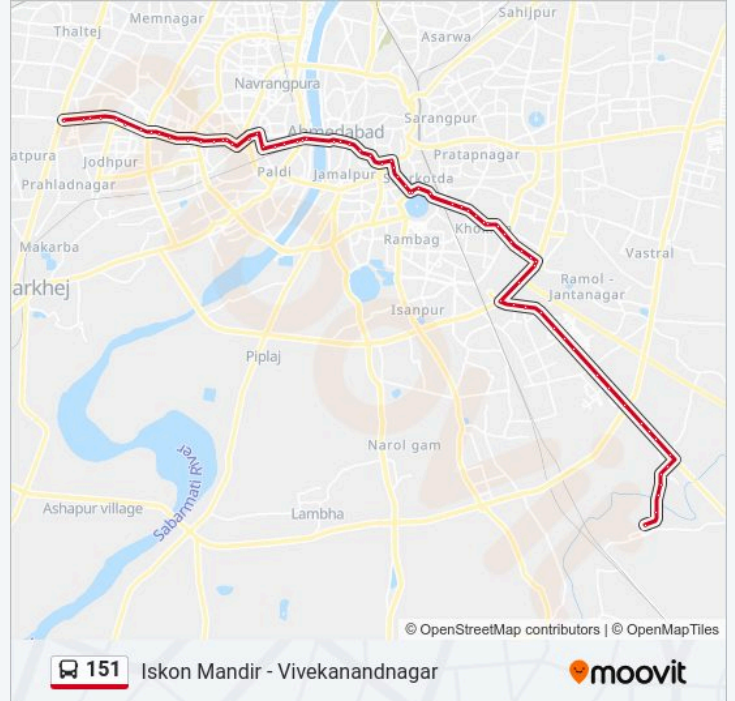 Sahijpur
Memnagar
Thaltej
Asarwa
Navrangpura
Sarangpur
Ahmedabad
atpura
Jodhpur
Pratapnagar
Paldi
Jamalpur
Prahladnagar
Rambag
Makarba
Vastral
Ramol -
Jantanagar
arkhej
Isanpur
Piplaj
Narol gam
Sabarmati River
Ashapur village
Lambha
© OpenStreetMap contributors | © OpenMapTiles
151 Iskon Mandir - Vivekanandnagar
moovit